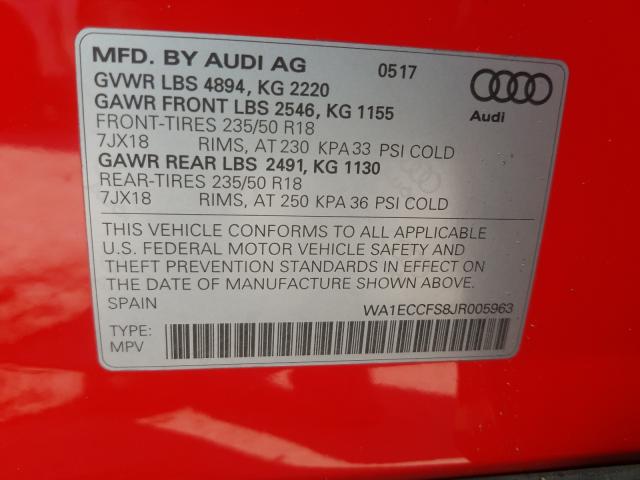 MFD. BY AUDI AG 0517
GVWR LBS 4894, KG 2220
GAWR FRONT LBS 2546, KG 1155
FRONT-TIRES 235/50 R18
7JX18 RIMS, AT 230 KPA 33 PSI COLD
GAWR REAR LBS 2491, KG 1130
REAR-TIRES 235/50 R18
7JX18 RIMS, AT 250 KPA 36 PSI COLD
Audi
THIS VEHICLE CONFORMS TO ALL APPLICABLE
U.S. FEDERAL MOTOR VEHICLE SAFETY AND
THEFT PREVENTION STANDARDS IN EFFECT ON
THE DATE OF MANUFACTURE SHOWN ABOVE.
SPAIN WA1ECCFS8JR005963
TYPE:
MPV